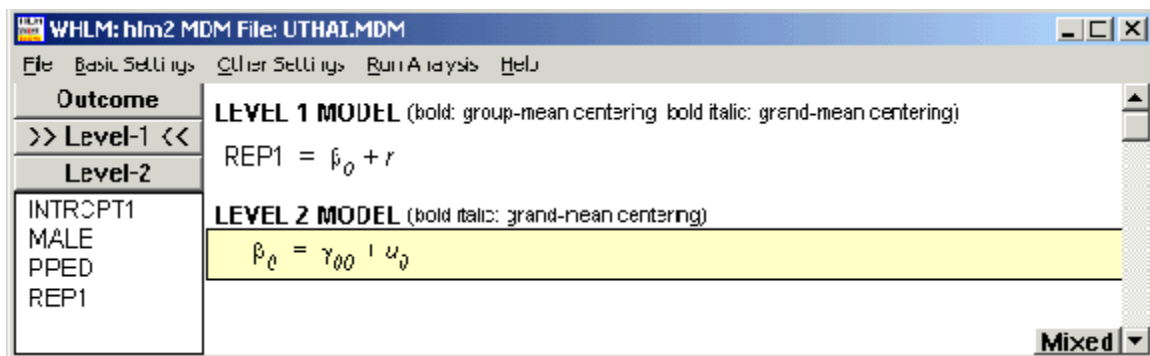 WHLM: hlm2 MDM File: UTHAI.MDM
File Basic Settings Other Settings Run Analysis Help
Outcome
>> Level-1 <<
Level-2
INTRCPT1
MALE
PPED
REP1
LEVEL 1 MODEL (bold: group-mean centering; bold italic: grand-mean centering)
REP1 = β₀ + r
LEVEL 2 MODEL (bold italic: grand-mean centering)
β₀ = γ₀₀ + u₀
Mixed